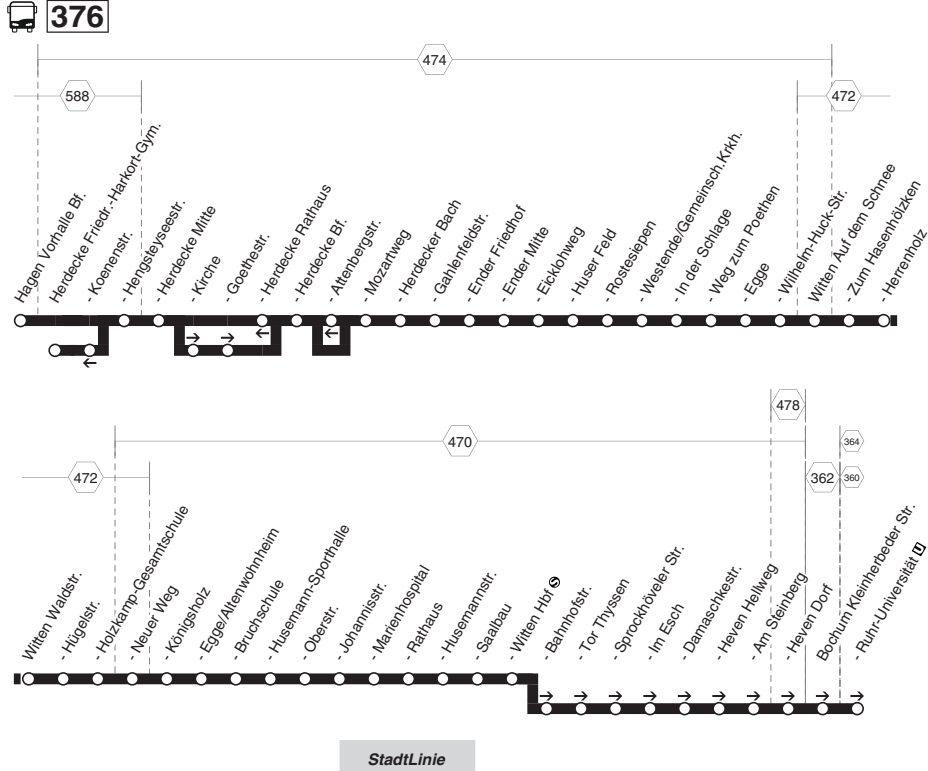 376
474
588
472
Hagen Vorhalle Bf.
Herdecke Friedr.-Harkort-Gym.
- Koenenstr.
- Hengsteyseestr.
- Herdecke Mitte
- Kirche
- Goethestr.
- Herdecke Rathaus
- Herdecke Bf.
- Attenbergstr.
- Mozartweg
- Herdecker Bach
- Gahlenfeldstr.
- Ender Friedhof
- Ender Mitte
- Eicklohweg
- Huser Feld
- Rostesiepen
- Westende/Gemeinsch.Krkh.
- In der Schlage
- Weg zum Poethen
- Egge
- Wilhelm-Huck-Str.
Witten Auf dem Schnee
- Zum Hasenhölzken
- Herrenholz
478
470
364
472
362
360
Witten Waldstr.
- Hügelstr.
- Holzkamp-Gesamtschule
- Neuer Weg
- Königsholz
- Egge/Altenwohnheim
- Bruchschule
- Husemann-Sporthalle
- Oberstr.
- Johannisstr.
- Marienhospital
- Rathaus
- Husemannstr.
- Saalbau
- Witten Hbf S
- Bahnhofstr.
- Tor Thyssen
- Sprockhöveler Str.
- Im Esch
- Damaschkestr.
- Heven Hellweg
- Am Steinberg
- Heven Dorf
Bochum Kleinherbeder Str.
- Ruhr-Universität U
StadtLinie